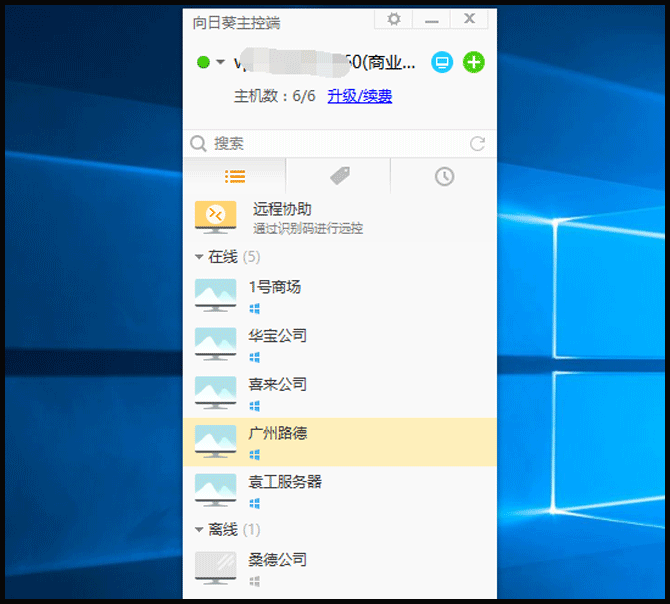 向日葵主控端
50(商业...
主机数：6/6 升级/续费
搜索
远程协助
通过识别码进行远控
在线 (5)
1号商场
华宝公司
喜来公司
广州路德
袁工服务器
离线 (1)
桑德公司